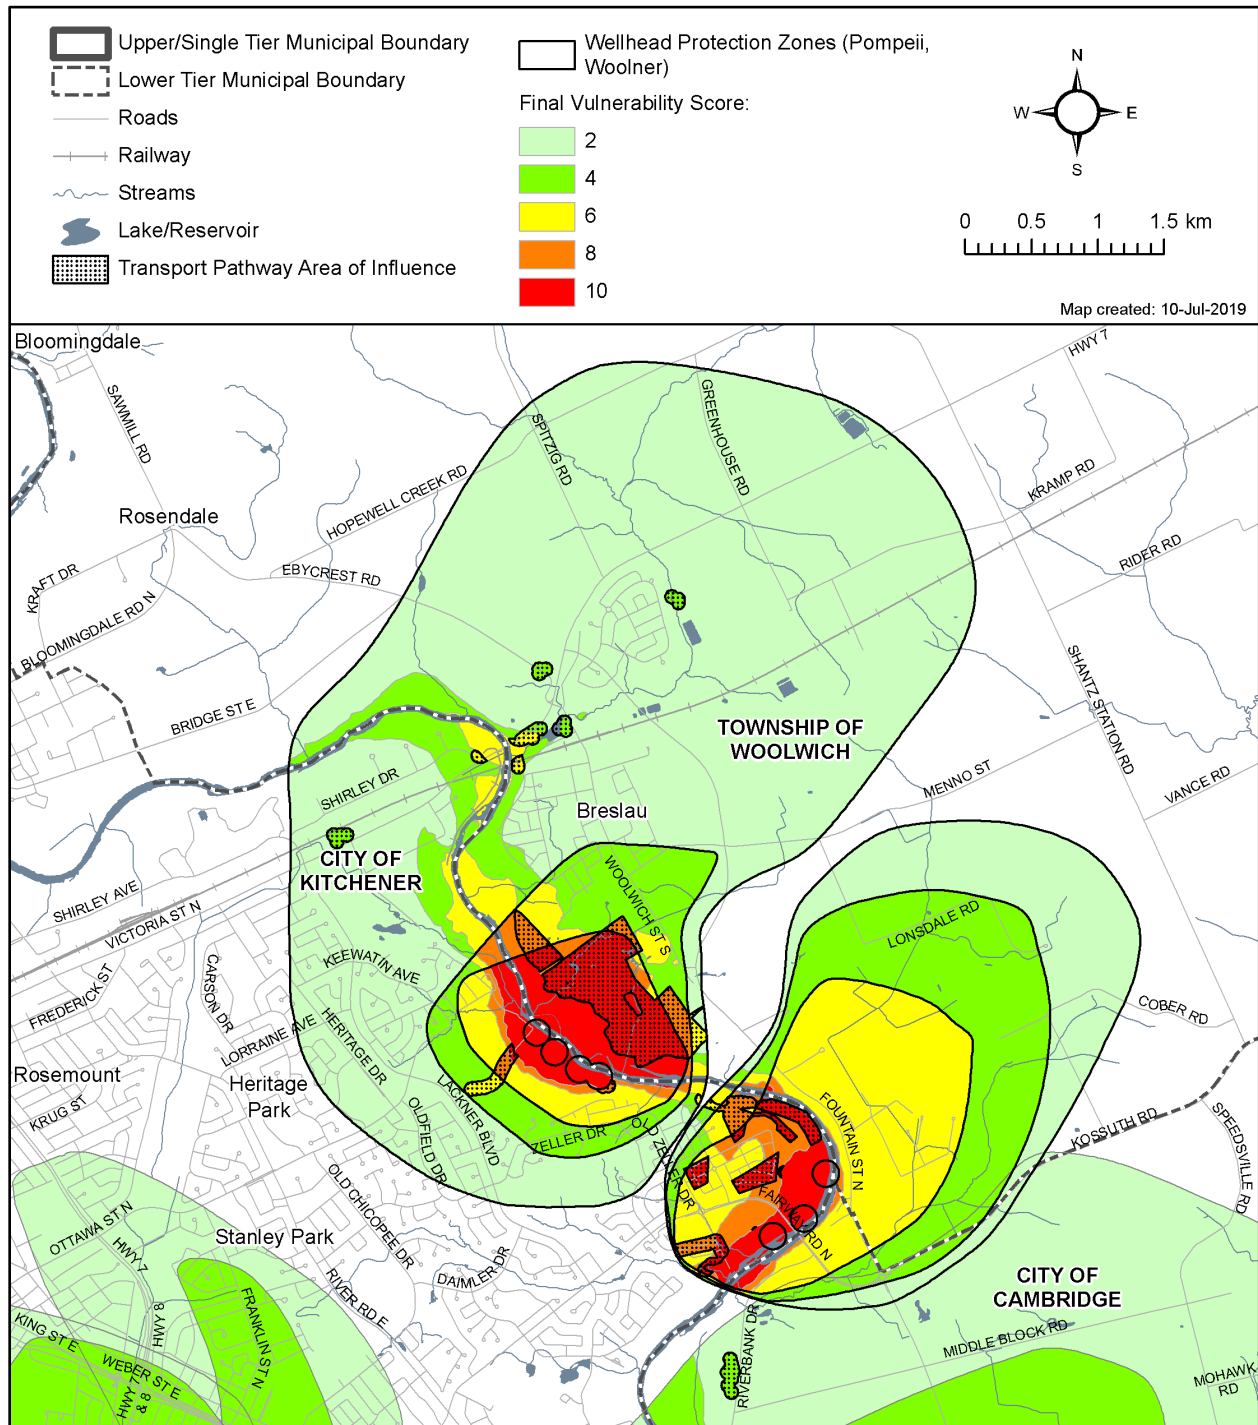 Upper/Single Tier Municipal Boundary
Lower Tier Municipal Boundary
Roads
Railway
Streams
Lake/Reservoir
Transport Pathway Area of Influence
Wellhead Protection Zones (Pompeii,
Woolner)
Final Vulnerability Score:
2
4
6
8
10
N
W
E
S
0
0.5
1
1.5 km
Map created: 10-Jul-2019
Bloomingdale
HWY 7
SAWMILL RD
SPITZIG RD
GREENHOUSE RD
HOPEWELL CREEK RD
KRAMP RD
Rosendale
RIDER RD
EBYCREST RD
KRAFT DR
BLOOMINGDALE RD N
SHANTZ STATION RD
BRIDGE ST E
TOWNSHIP OF
WOOLWICH
SHIRLEY DR
MENNO ST
VANCE RD
Breslau
CITY OF
KITCHENER
WOOLWICH ST S
SHIRLEY AVE
VICTORIA ST N
LONSDALE RD
KEEWATIN AVE
FREDERICK ST
CARSON DR
COBER RD
HERITAGE DR
LORRAINE AVE
Rosemount
Heritage
Park
KRUG ST
LACKNER BLVD
OLDFIELD DR
ZELLER DR
OLD ZELLER DR
FOUNTAIN ST N
KOSSUTH RD
SPEEDSVILLE RD
OLD CHICOPEE DR
FAIRWAY RD N
OTTAWA ST N
Stanley Park
HWY 7
DAIMLER DR
RIVER RD E
CITY OF
CAMBRIDGE
HWY 8
FRANKLIN ST N
KING ST E
WEBER ST E
MIDDLE BLOCK RD
RIVERBANK DR
HWY 7
& 8
MOHAWK
RD